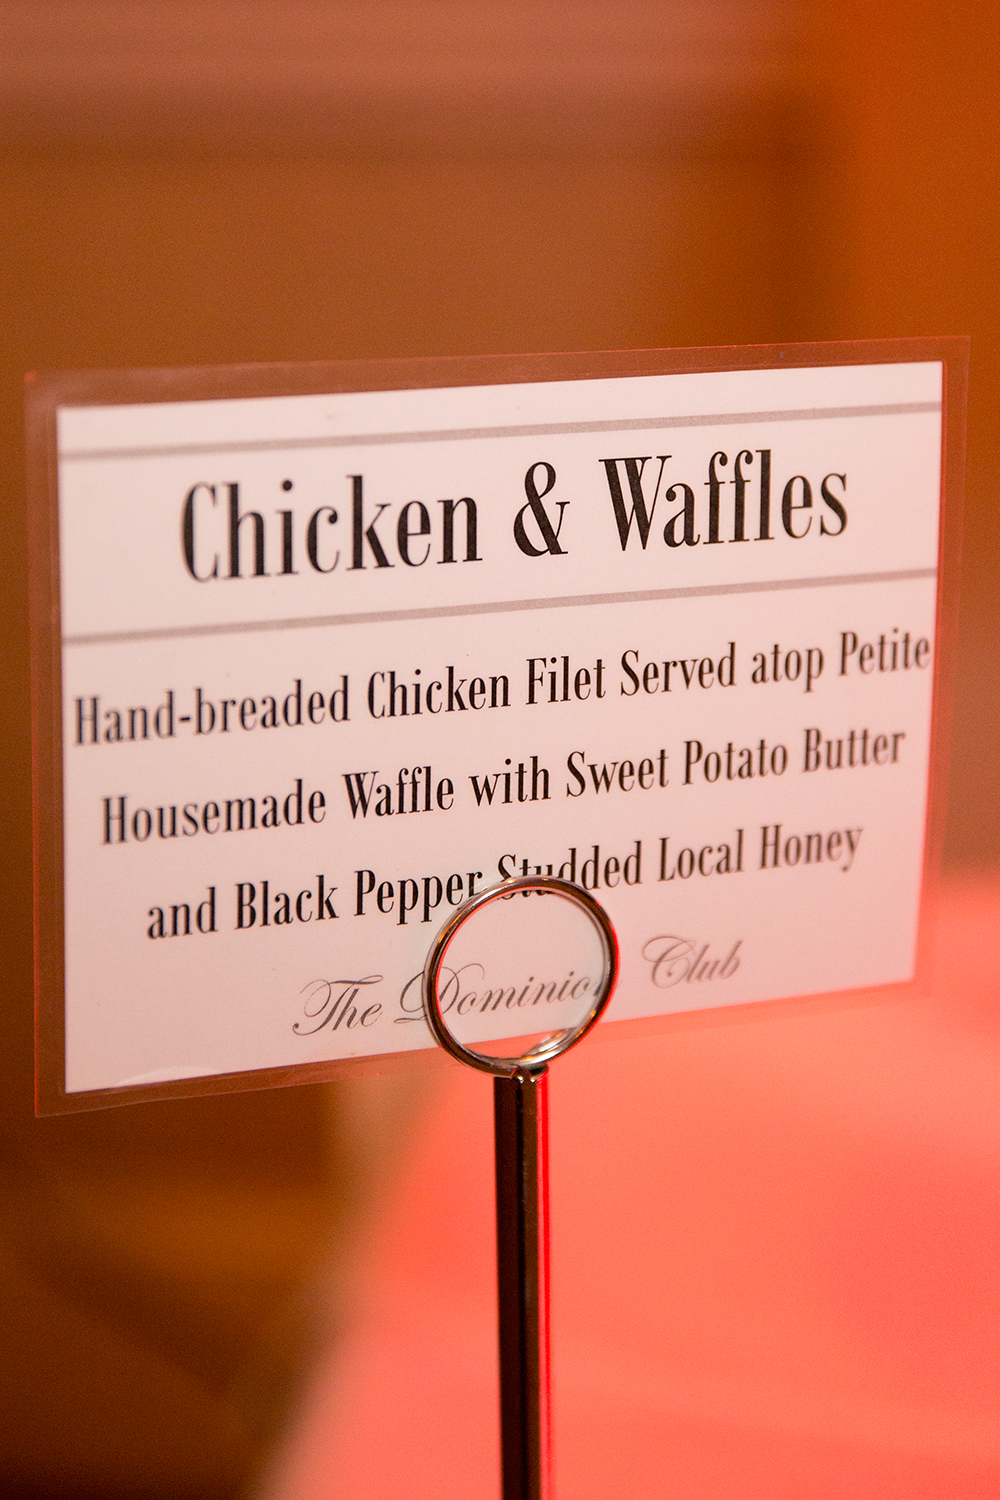 Chicken & Waffles
Hand-breaded Chicken Filet Served atop Petite
Housemade Waffle with Sweet Potato Butter
and Black Pepper Studded Local Honey
The Dominion Club